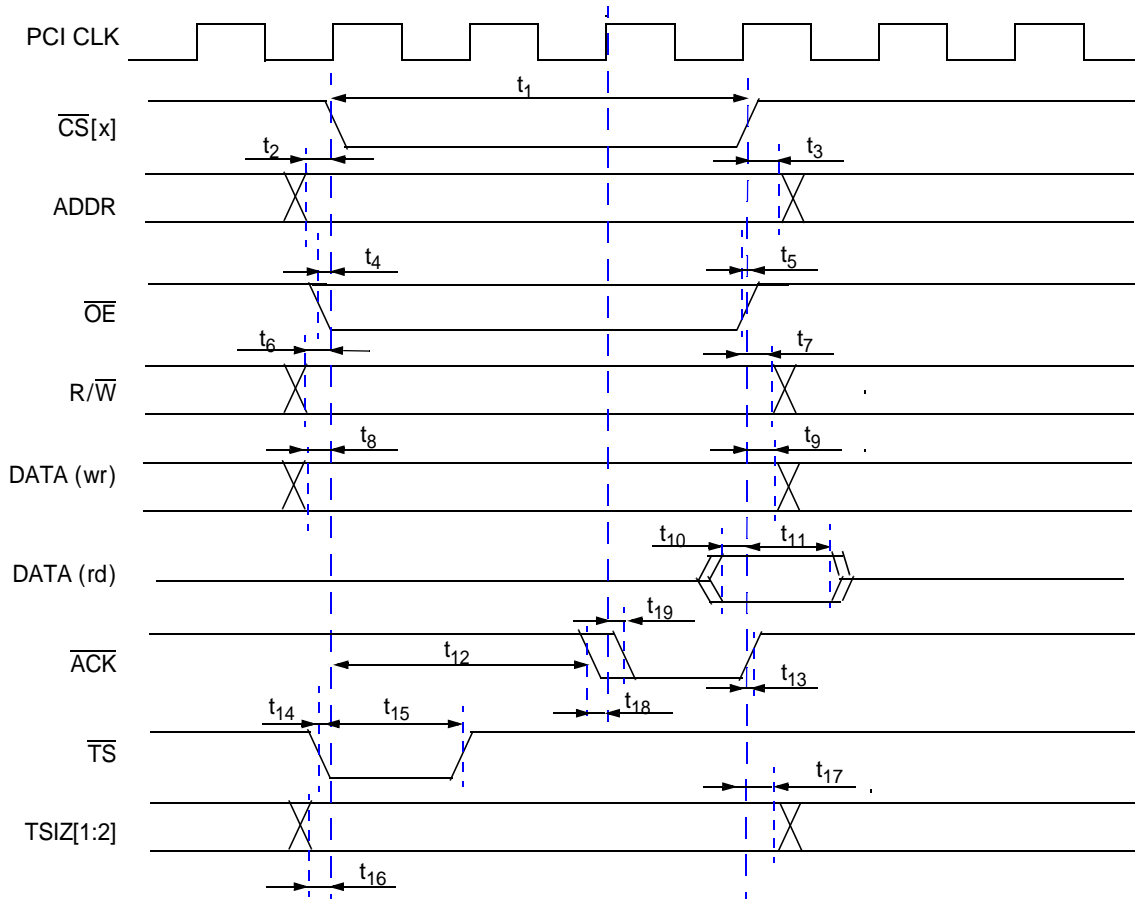 PCI CLK
t1
CS[x]
t2
t3
ADDR
t4
t5
OE
t6
t7
R/W
t8
t9
DATA (wr)
t10
t11
DATA (rd)
t19
t12
ACK
t13
t18
t14
t15
TS
t17
TSIZ[1:2]
t16